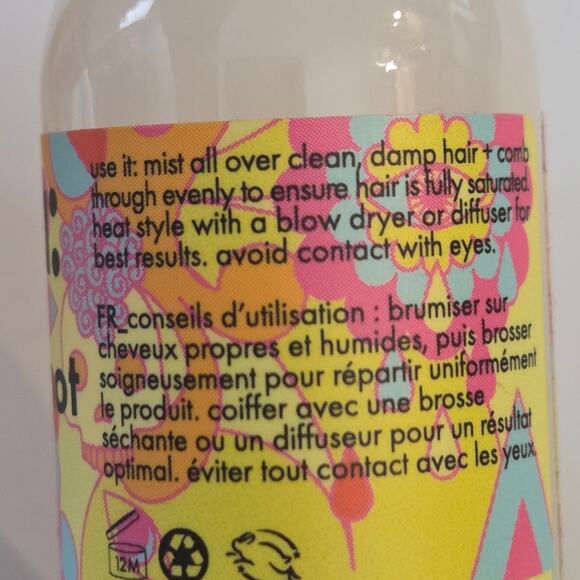 use it: mist all over clean, damp hair + comb
through evenly to ensure hair is fully saturated.
heat style with a blow dryer or diffuser for
best results. avoid contact with eyes.
FR_conseils d'utilisation : brumiser sur
cheveux propres et humides, puis brosser
soigneusement pour répartir uniformément
le produit. coiffer avec une brosse
séchante ou un diffuseur pour un résultat
optimal. éviter tout contact avec les yeux.
12M